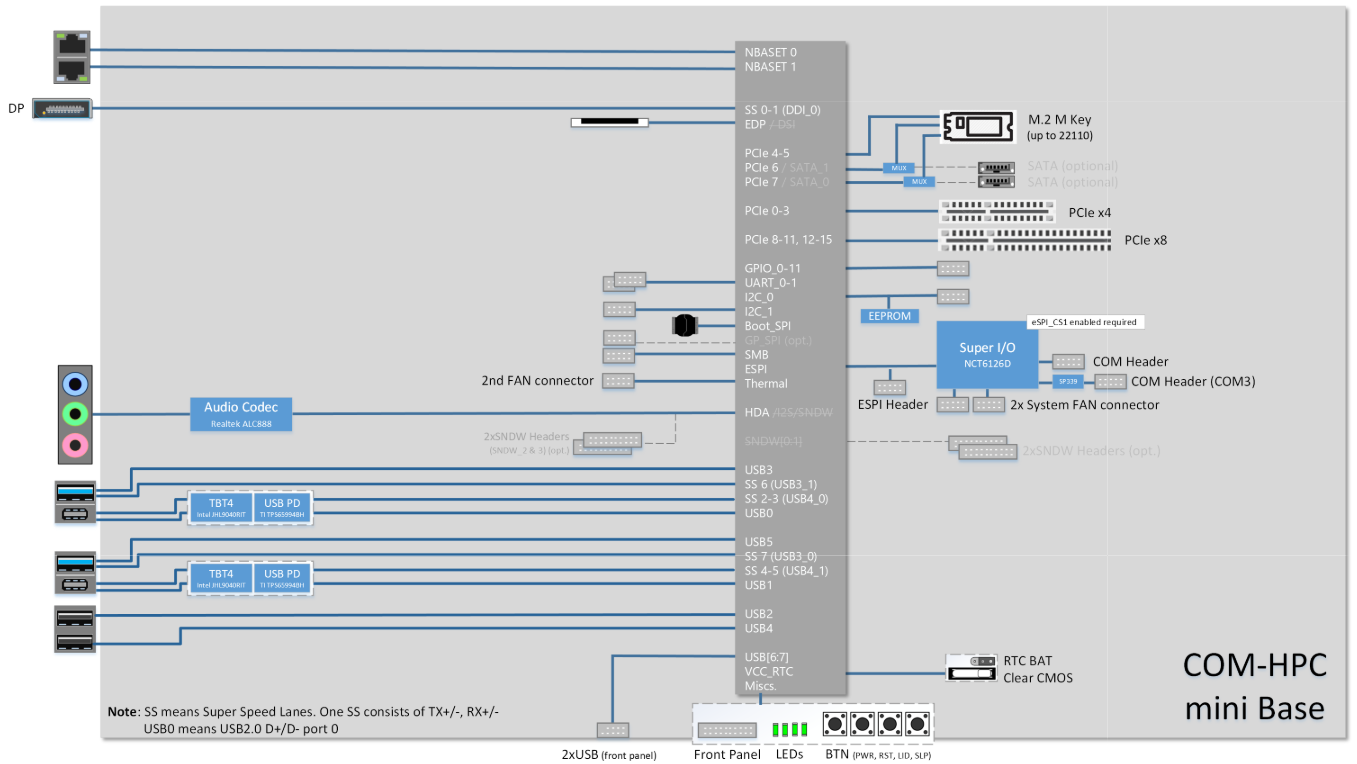 NBASET 0
NBASET 1
DP
SS 0-1 (DDI_0)
EDP / DSI
M.2 M Key
(up to 22110)
PCIe 4-5
PCIe 6 / SATA_1
PCIe 7 / SATA_0
MUX
MUX
SATA (optional)
SATA (optional)
PCIe 0-3
PCIe x4
PCIe 8-11, 12-15
PCIe x8
GPIO_0-11
UART_0-1
I2C_0
I2C_1
EEPROM
Boot_SPI
GP_SPI (opt.)
SMB
ESPI
Thermal
eSPI_CS1 enabled required
Super I/O
NCT6126D
COM Header
SP339
COM Header (COM3)
ESPI Header
2x System FAN connector
2nd FAN connector
Audio Codec
Realtek ALC888
HDA /I2S/SNDW
2xSNDW Headers
(SNDW_2 & 3) (opt.)
SNDW[0:1]
2xSNDW Headers (opt.)
USB3
SS 6 (USB3_1)
SS 2-3 (USB4_0)
USB0
TBT4
Intel JHL9040RIT
USB PD
TI TPS65994BH
USB5
SS 7 (USB3_0)
SS 4-5 (USB4_1)
USB1
TBT4
Intel JHL9040RIT
USB PD
TI TPS65994BH
USB2
USB4
USB[6:7]
VCC_RTC
Miscs.
RTC BAT
Clear CMOS
COM-HPC
mini Base
Note: SS means Super Speed Lanes. One SS consists of TX+/-, RX+/-
USB0 means USB2.0 D+/D- port 0
2xUSB (front panel)
Front Panel
LEDs
BTN (PWR, RST, LID, SLP)